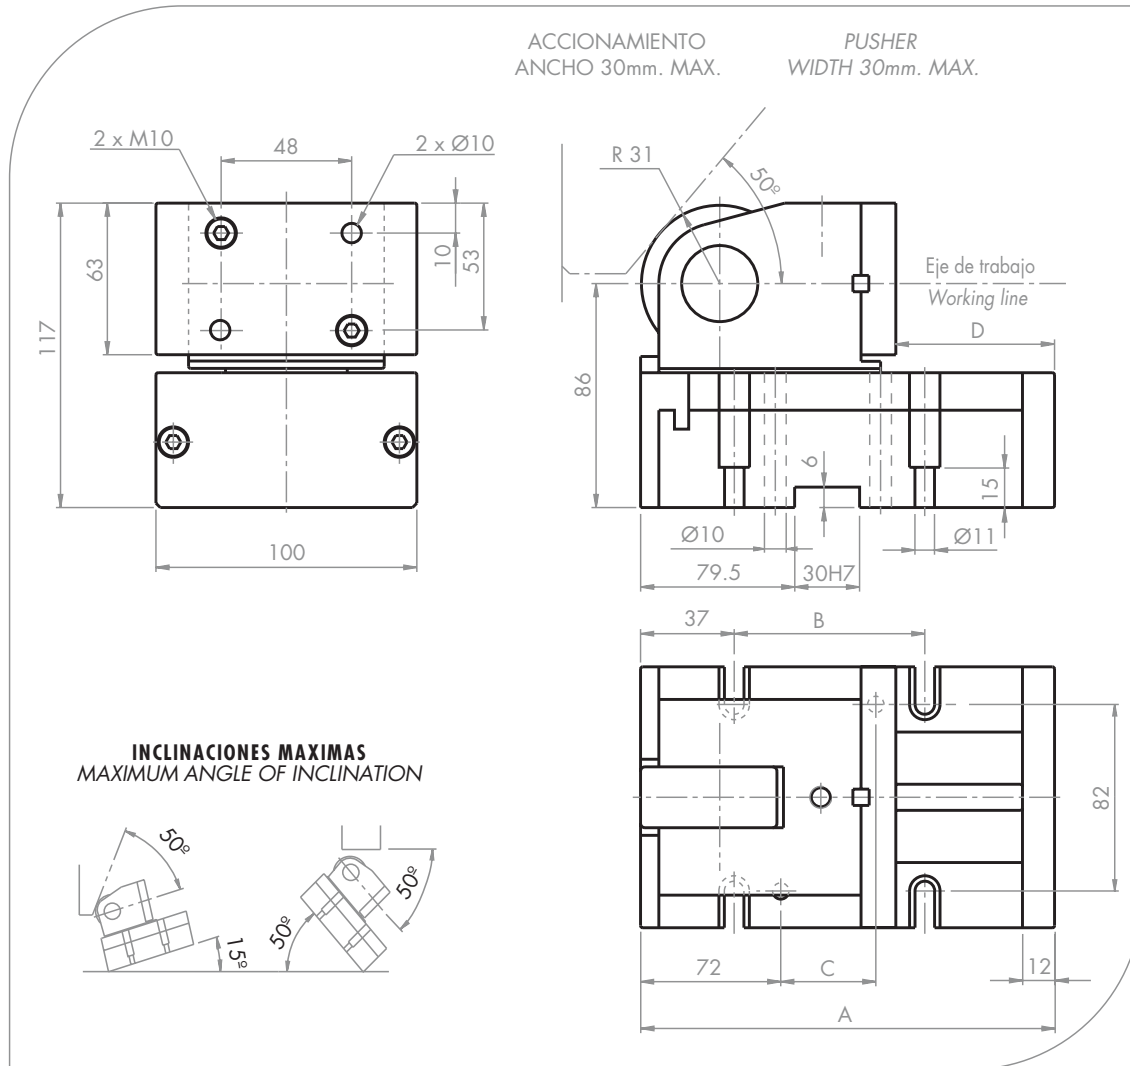 ACCIONAMIENTO
ANCHO 30mm. MAX.
PUSHER
WIDTH 30mm. MAX.
2 x M10
48
2 x Ø10
63
117
10
53
100
R 31
50º
Eje de trabajo
Working line
D
86
6
15
Ø10
Ø11
79.5
30H7
37
B
82
72
C
12
A
INCLINACIONES MAXIMAS
MAXIMUM ANGLE OF INCLINATION
50º
15º
50º
50º